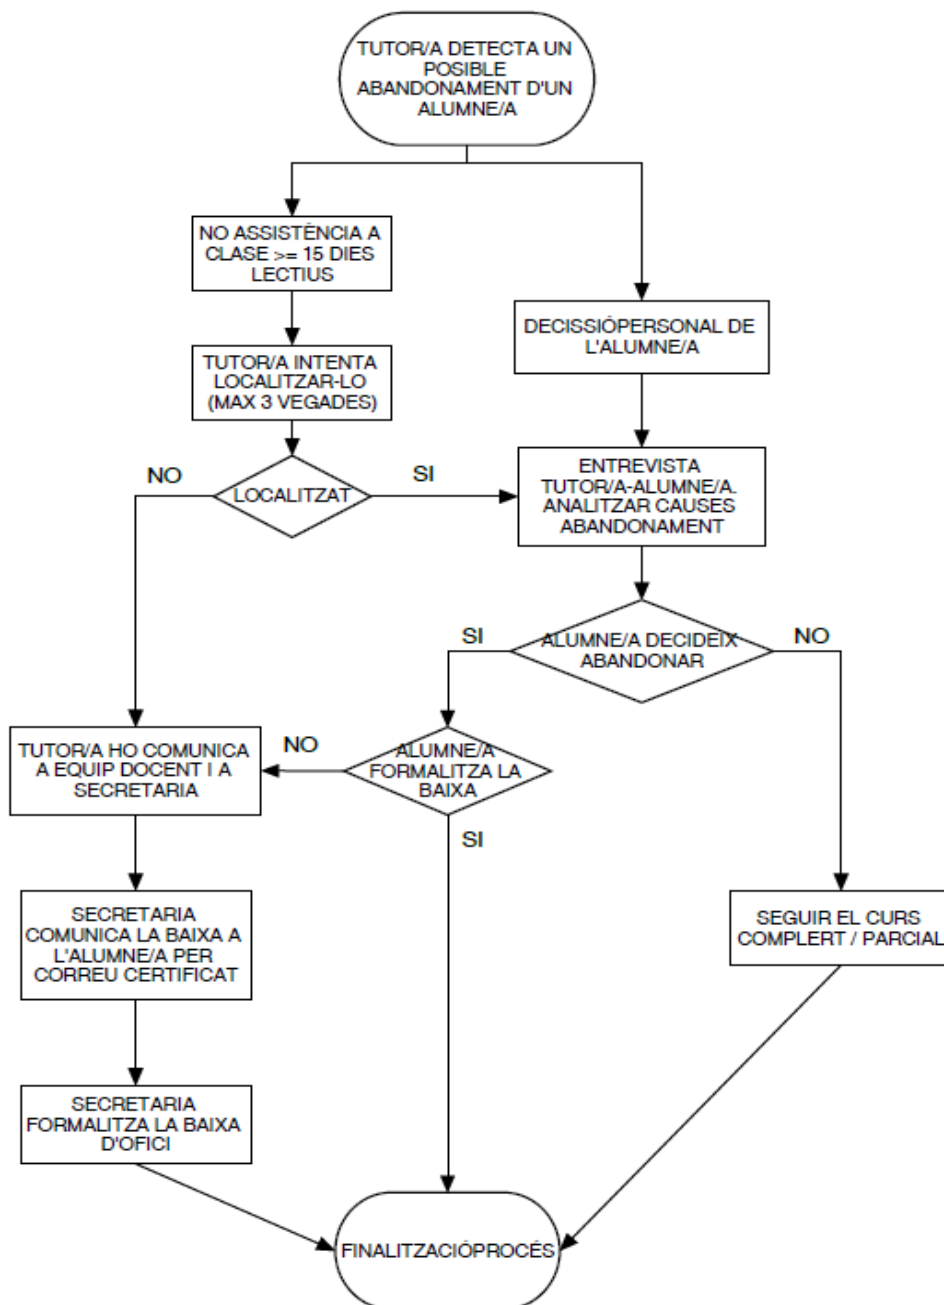 TUTOR/A DETECTA UN
POSIBLE
ABANDONAMENT D'UN
ALUMNE/A
NO ASSISTÈNCIA A
CLASE >= 15 DIES
LECTIUS
DECISSIÓPERSONAL DE
L'ALUMNE/A
TUTOR/A INTENTA
LOCALITZAR-LO
(MAX 3 VEGADES)
NO
LOCALITZAT
SI
ENTREVISTA
TUTOR/A-ALUMNE/A.
ANALITZAR CAUSES
ABANDONAMENT
SI
ALUMNE/A DECIDEIX
ABANDONAR
NO
TUTOR/A HO COMUNICA
A EQUIP DOCENT I A
SECRETARIA
NO
ALUMNE/A
FORMALITZA LA
BAIXA
SI
SECRETARIA
COMUNICA LA BAIXA A
L'ALUMNE/A PER
CORREU CERTIFICAT
SEGUIR EL CURS
COMPLERT / PARCIAL
SECRETARIA
FORMALITZA LA BAIXA
D'OFICI
FINALITZACIÓPROCÉS